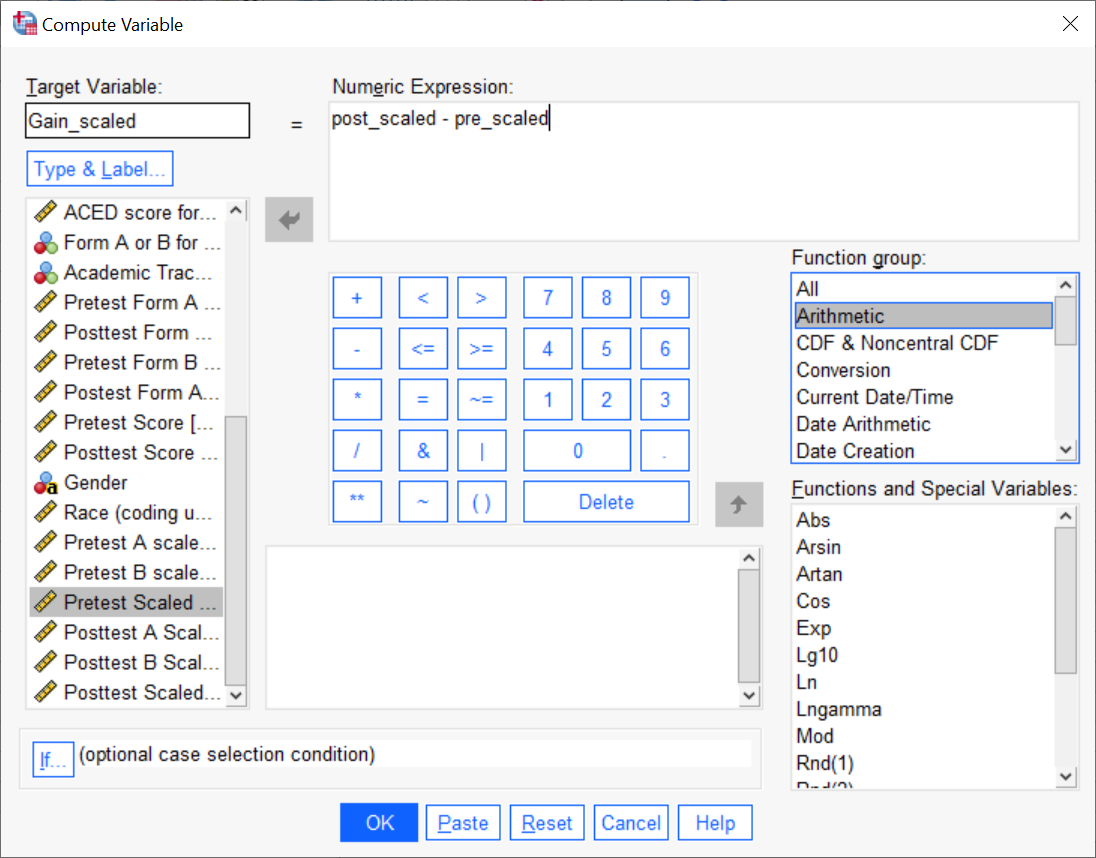 Compute Variable
Target Variable:
Gain_scaled
=
Numeric Expression:
post_scaled - pre_scaled
Type & Label...
ACED score for...
Form A or B for ...
Academic Trac...
Pretest Form A ...
Posttest Form ...
Pretest Form B ...
Postest Form A...
Pretest Score [...
Posttest Score ...
Gender
Race (coding u...
Pretest A scale...
Pretest B scale...
Pretest Scaled ...
Posttest A Scal...
Posttest B Scal...
Posttest Scaled...
+ < > 7 8 9
- <= >= 4 5 6
* = ~= 1 2 3
/ & | 0 .
** ~ ( ) Delete
Function group:
All
Arithmetic
CDF & Noncentral CDF
Conversion
Current Date/Time
Date Arithmetic
Date Creation
Functions and Special Variables:
Abs
Arsin
Artan
Cos
Exp
Lg10
Ln
Lngamma
Mod
Rnd(1)
Rnd(2)
If... (optional case selection condition)
OK Paste Reset Cancel Help